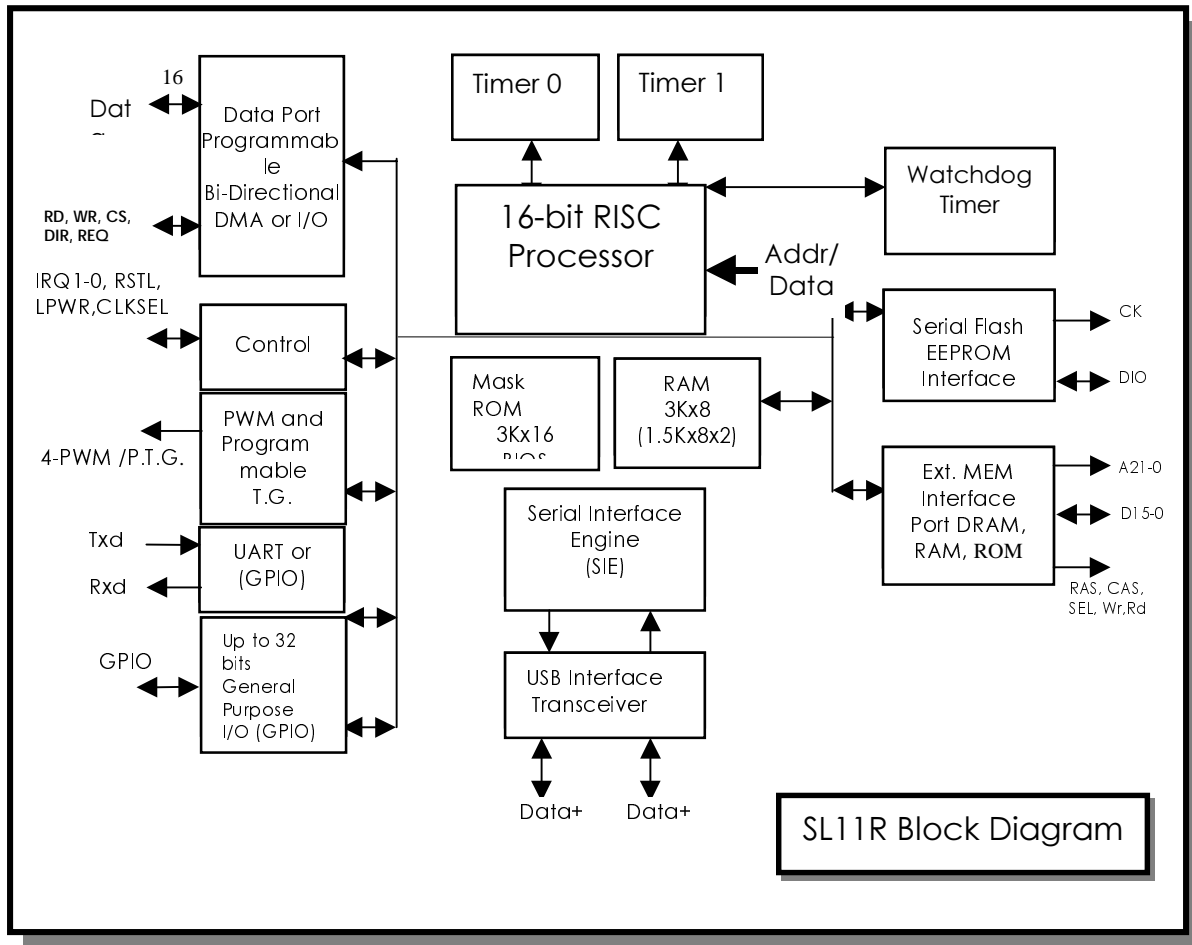 16
Dat
Data Port
Programmab
le
Bi-Directional
DMA or I/O
RD, WR, CS,
DIR, REQ
IRQ1-0, RSTL,
LPWR,CLKSEL
Control
PWM and
Program
mable
T.G.
4-PWM /P.T.G.
Txd
Rxd
UART or
(GPIO)
GPIO
Up to 32
bits
General
Purpose
I/O (GPIO)
Timer 0
Timer 1
16-bit RISC
Processor
Watchdog
Timer
Addr/
Data
Mask
ROM
3Kx16
BIOS
RAM
3Kx8
(1.5Kx8x2)
Serial Flash
EEPROM
Interface
CK
DIO
Ext. MEM
Interface
Port DRAM,
RAM, ROM
A21-0
D15-0
RAS, CAS,
SEL, Wr,Rd
Serial Interface
Engine
(SIE)
USB Interface
Transceiver
Data+
Data+
SL11R Block Diagram